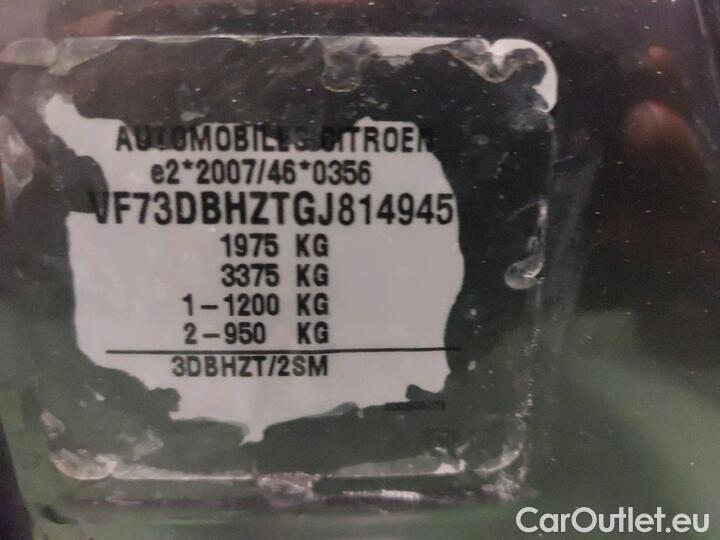 AUTOMOBILES CITROEN
e2*2007/46*0356
VF73DBHZTGJ814945
1975 KG
3375 KG
1-1200 KG
2-950 KG
3DBHZT/2SM
CarOutlet.eu